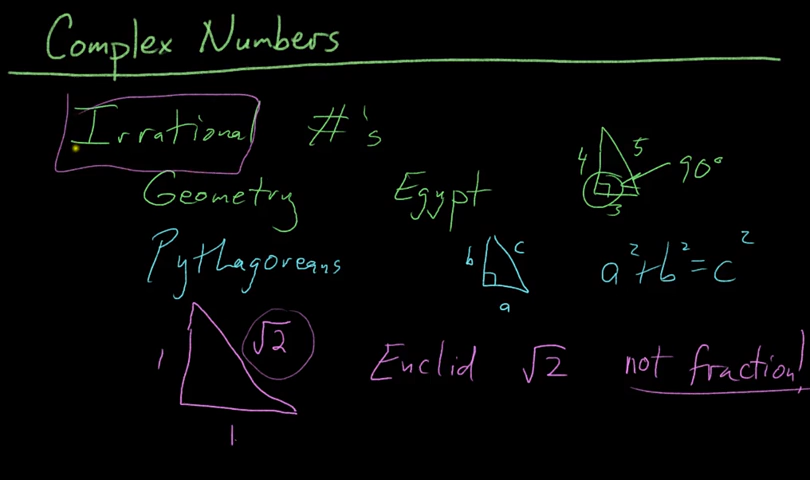 Complex Numbers
Irrational #'s
Geometry Egypt 4 5 3 90°
Pythagoreans b c a a²+b²=c²
1 √2 1
Euclid √2 not fraction!